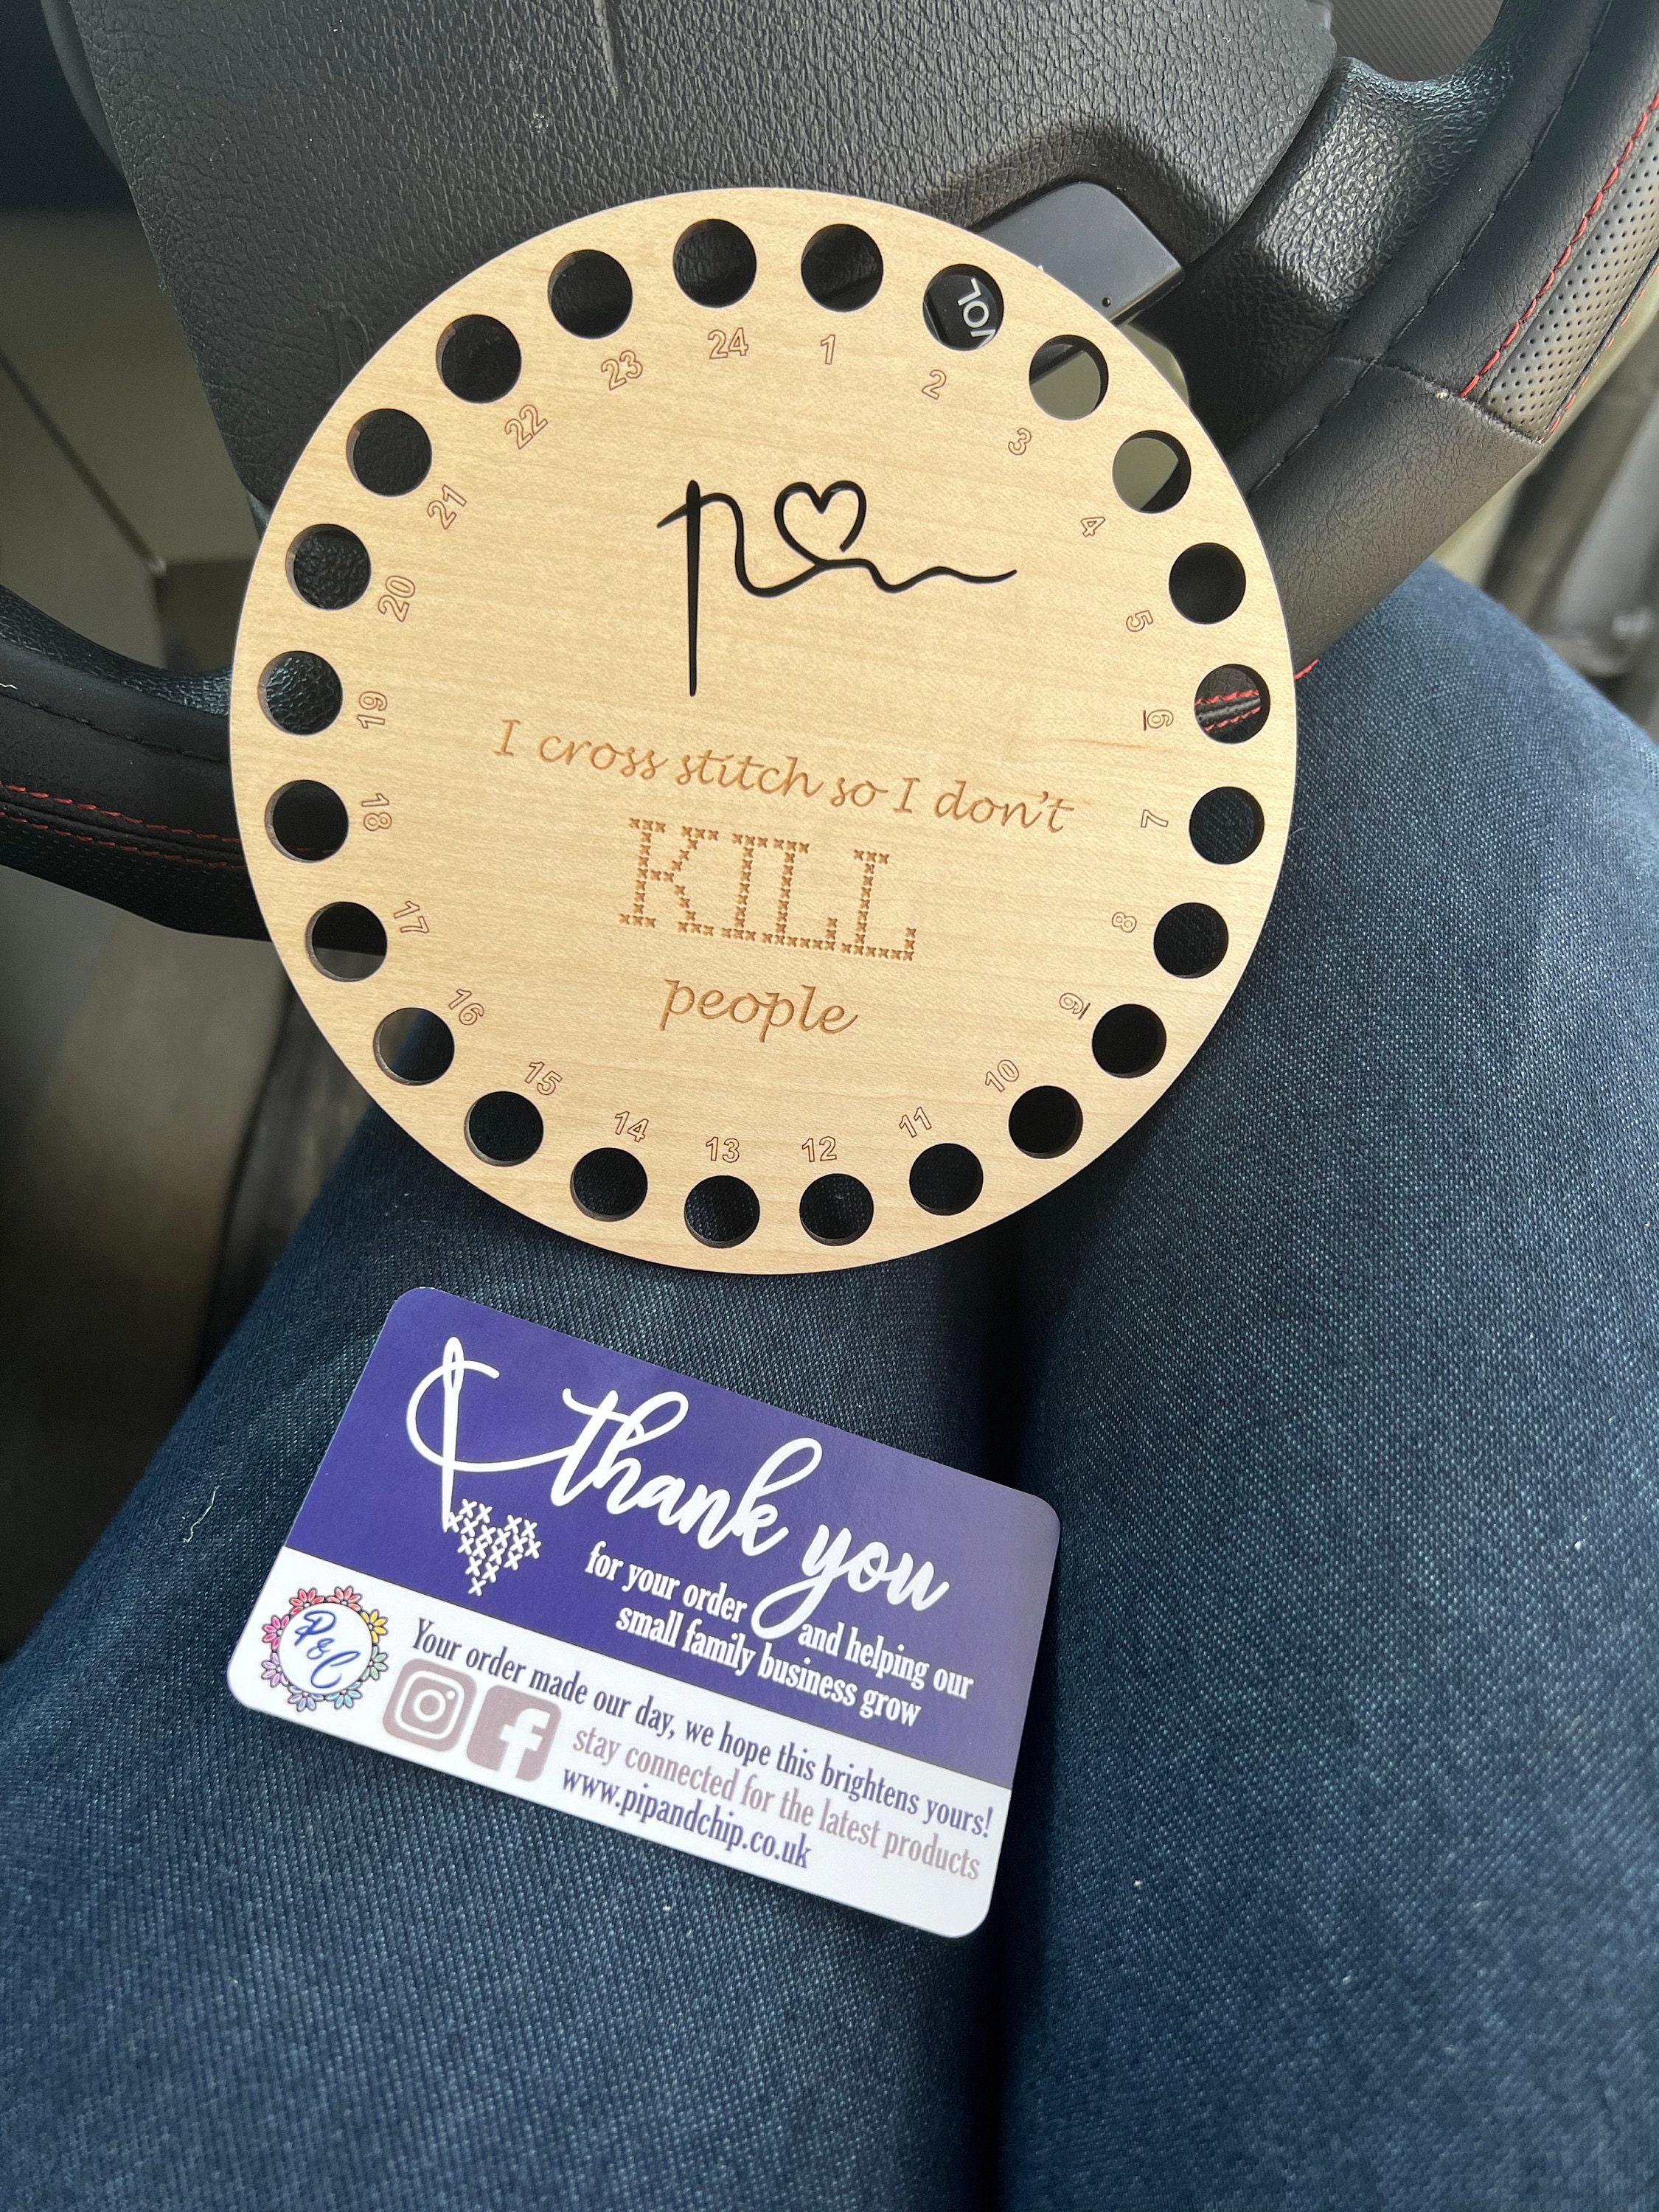 VOL
24
1
2
3
4
5
6
7
8
9
10
11
12
13
14
15
16
17
18
19
20
21
22
23
I cross stitch so I don't
KILL
people
thank you
for your order and helping our
small family business grow
P&C
Your order made our day, we hope this brightens yours!
stay connected for the latest products
www.pipandchip.co.uk